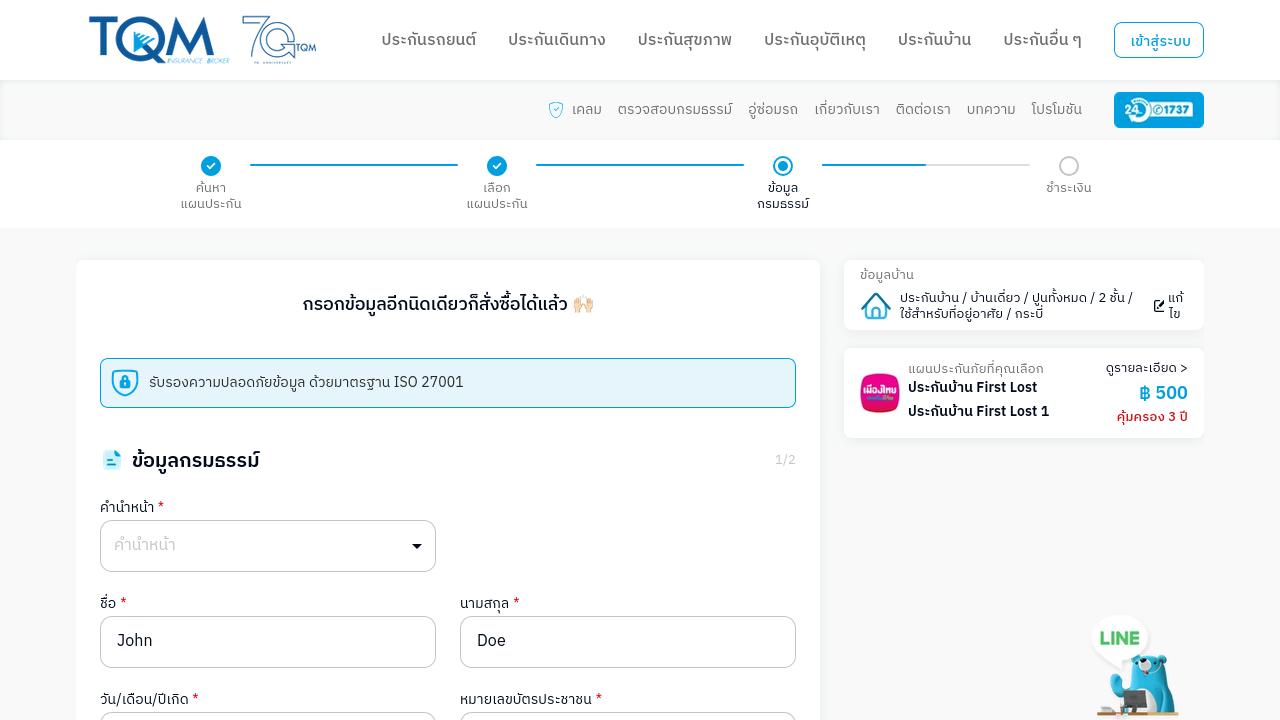 TQM
INSURANCE BROKER
70 TQM
70 ANNIVERSARY
ประกันรถยนต์
ประกันเดินทาง
ประกันสุขภาพ
ประกันอุบัติเหตุ
ประกันบ้าน
ประกันอื่น ๆ
เข้าสู่ระบบ
เคลม
ตรวจสอบกรมธรรม์
อู่ซ่อมรถ
เกี่ยวกับเรา
ติดต่อเรา
บทความ
โปรโมชัน
24 1737
ค้นหา
แผนประกัน
เลือก
แผนประกัน
ข้อมูล
กรมธรรม์
ชำระเงิน
กรอกข้อมูลอีกนิดเดียวก็สั่งซื้อได้แล้ว 🙌🏻
รับรองความปลอดภัยข้อมูล ด้วยมาตรฐาน ISO 27001
ข้อมูลกรมธรรม์
1/2
คำนำหน้า *
คำนำหน้า
ชื่อ *
นามสกุล *
John
Doe
วัน/เดือน/ปีเกิด *
หมายเลขบัตรประชาชน *
ข้อมูลบ้าน
ประกันบ้าน / บ้านเดี่ยว / ปูนทั้งหมด / 2 ชั้น /
ใช้สำหรับที่อยู่อาศัย / กระบี่
แก้
ไข
แผนประกันภัยที่คุณเลือก
ดูรายละเอียด >
เมืองไทย
ประกันบ้าน First Lost
฿ 500
ประกันบ้าน First Lost 1
คุ้มครอง 3 ปี
LINE